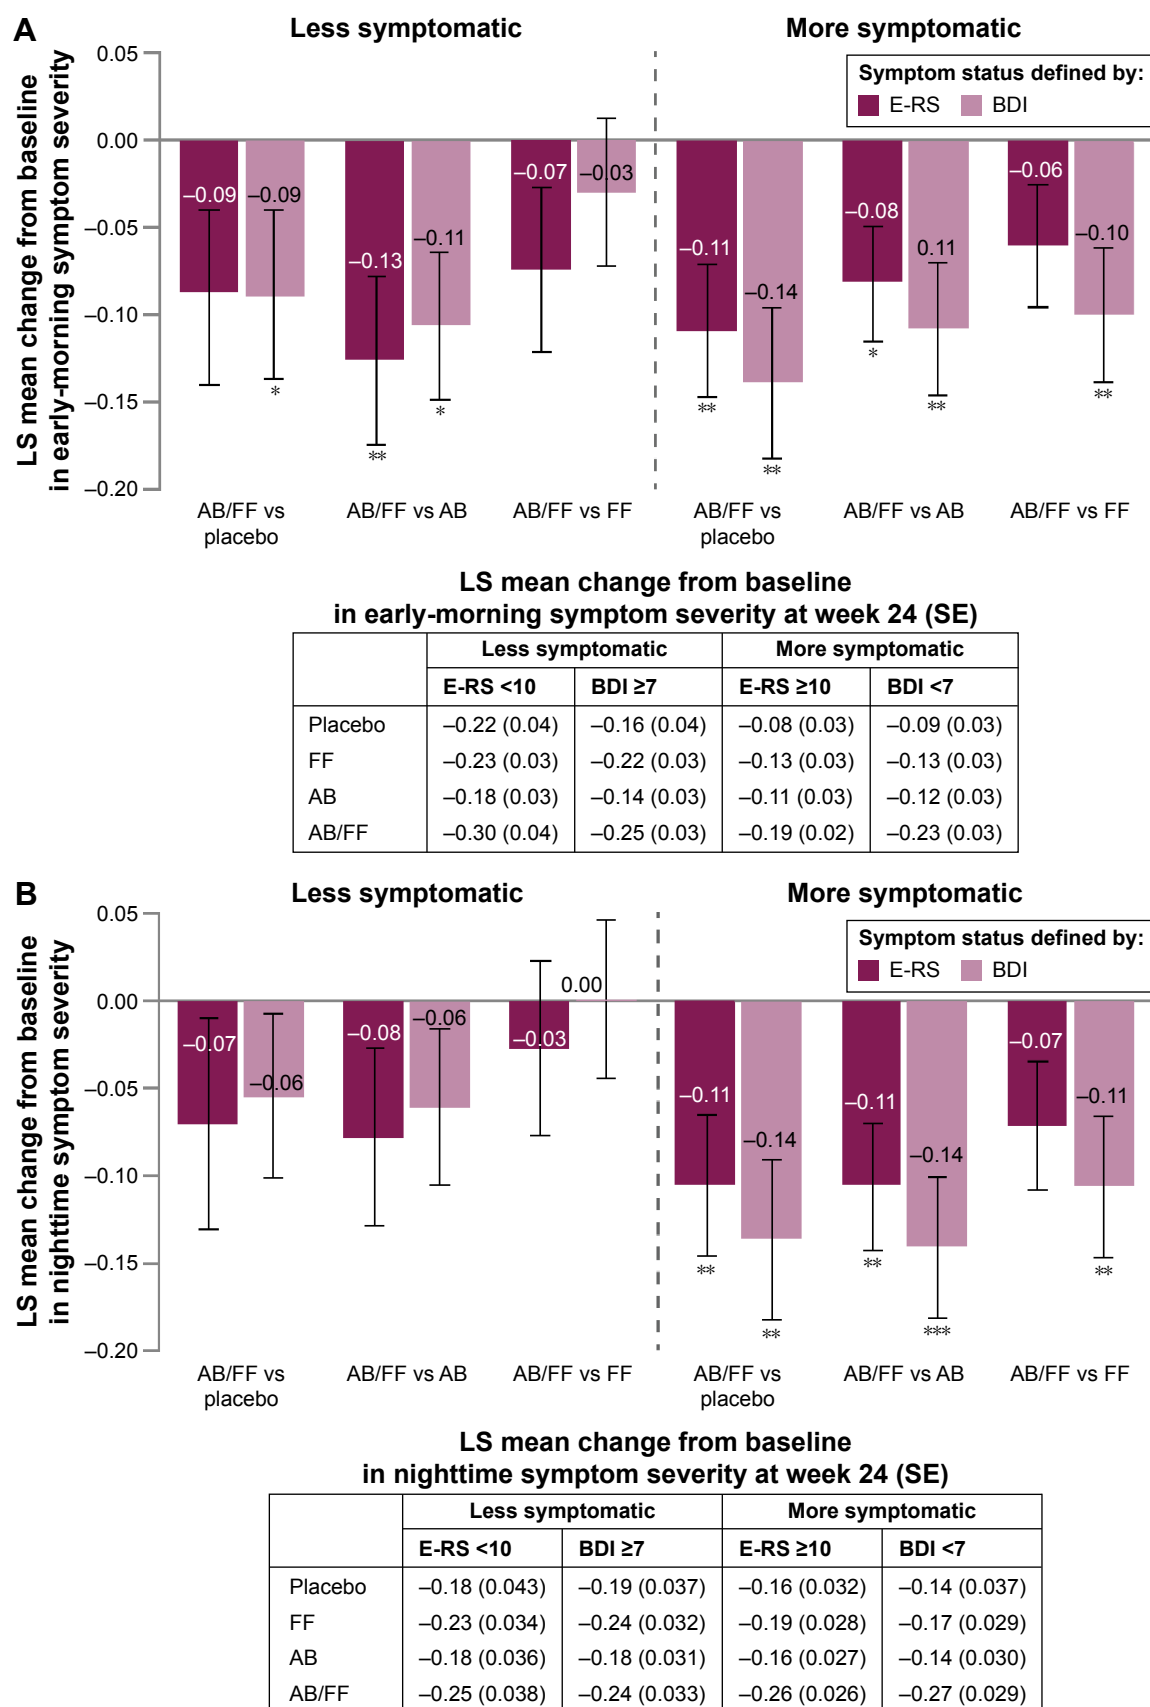 A
Less symptomatic
More symptomatic
LS mean change from baseline
in early-morning symptom severity
0.05
0.00
–0.05
–0.10
–0.15
–0.20
Symptom status defined by:
E-RS BDI
–0.09 –0.09
*
–0.13
**
–0.11
*
–0.07
–0.03
–0.11
**
–0.14
**
–0.08
*
0.11
**
–0.06
–0.10
**
AB/FF vs
placebo
AB/FF vs AB
AB/FF vs FF
AB/FF vs
placebo
AB/FF vs AB
AB/FF vs FF
LS mean change from baseline
in early-morning symptom severity at week 24 (SE)
Less symptomatic More symptomatic
E-RS <10 BDI ≥7 E-RS ≥10 BDI <7
Placebo –0.22 (0.04) –0.16 (0.04) –0.08 (0.03) –0.09 (0.03)
FF –0.23 (0.03) –0.22 (0.03) –0.13 (0.03) –0.13 (0.03)
AB –0.18 (0.03) –0.14 (0.03) –0.11 (0.03) –0.12 (0.03)
AB/FF –0.30 (0.04) –0.25 (0.03) –0.19 (0.02) –0.23 (0.03)
B
Less symptomatic
More symptomatic
LS mean change from baseline
in nighttime symptom severity
0.05
0.00
–0.05
–0.10
–0.15
–0.20
Symptom status defined by:
E-RS BDI
–0.07
–0.06
–0.08
–0.06
–0.03
0.00
–0.11
**
–0.14
**
–0.11
**
–0.14
***
–0.07
–0.11
**
AB/FF vs
placebo
AB/FF vs AB
AB/FF vs FF
AB/FF vs
placebo
AB/FF vs AB
AB/FF vs FF
LS mean change from baseline
in nighttime symptom severity at week 24 (SE)
Less symptomatic More symptomatic
E-RS <10 BDI ≥7 E-RS ≥10 BDI <7
Placebo –0.18 (0.043) –0.19 (0.037) –0.16 (0.032) –0.14 (0.037)
FF –0.23 (0.034) –0.24 (0.032) –0.19 (0.028) –0.17 (0.029)
AB –0.18 (0.036) –0.18 (0.031) –0.16 (0.027) –0.14 (0.030)
AB/FF –0.25 (0.038) –0.24 (0.033) –0.26 (0.026) –0.27 (0.029)